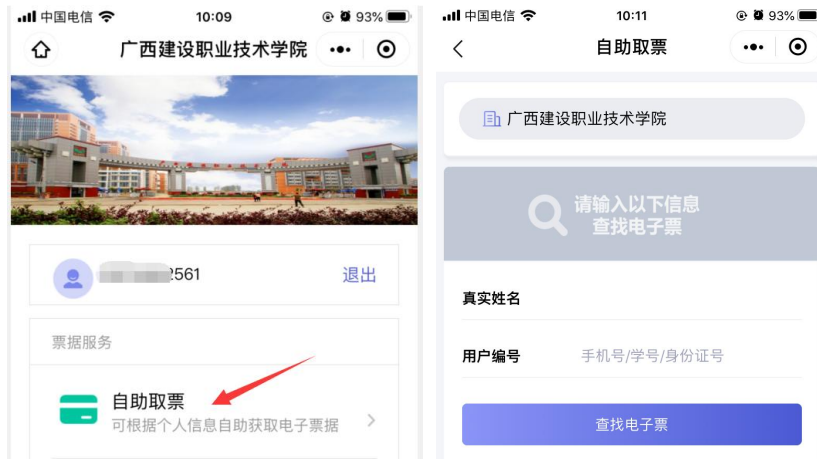 中国电信
10:09
93%
广西建设职业技术学院
2561
退出
票据服务
自助取票
可根据个人信息自助获取电子票据
中国电信
10:11
93%
自助取票
广西建设职业技术学院
请输入以下信息
查找电子票
真实姓名
用户编号 手机号/学号/身份证号
查找电子票